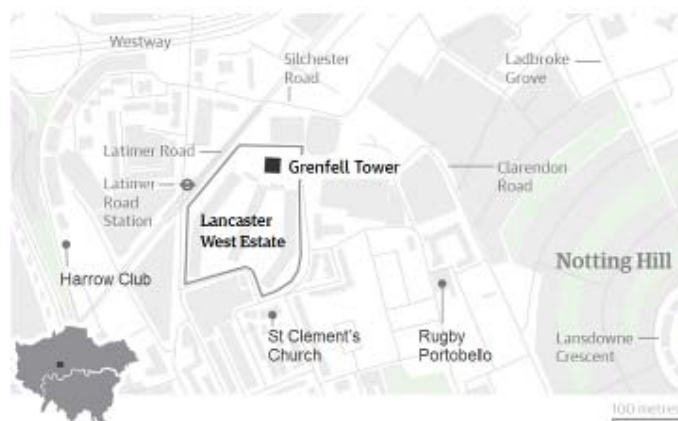 Westway
Silchester
Road
Ladbroke
Grove
Latimer Road
Grenfell Tower
Clarendon
Road
Latimer
Road
Station
Lancaster
West Estate
Harrow Club
Notting Hill
St Clement's
Church
Rugby
Portobello
Lansdowne
Crescent
100 metres